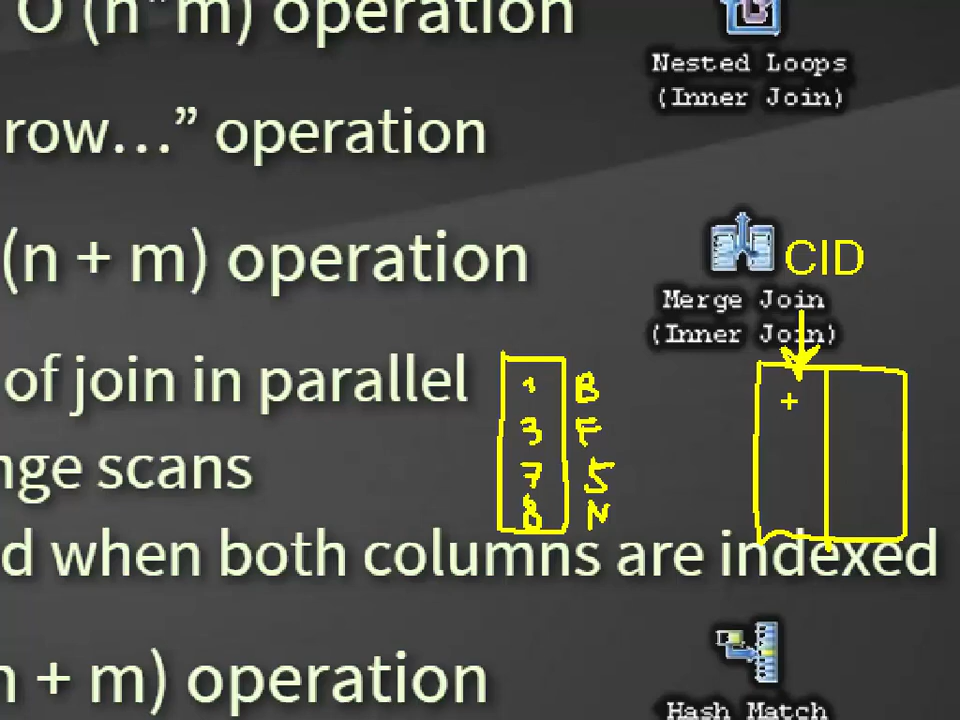 O (n*m) operation
Nested Loops
(Inner Join)
row…” operation
(n + m) operation
CID
Merge Join
(Inner Join)
of join in parallel
1 B
3 F
nge scans
7 S
8 N
d when both columns are indexed
n + m) operation
Hash Match